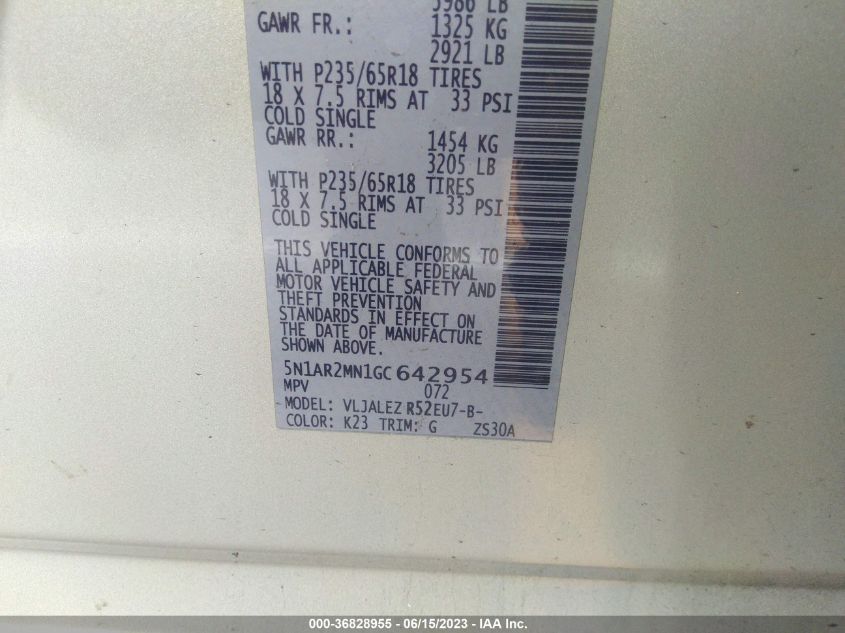 5986 LB
GAWR FR.: 1325 KG
2921 LB
WITH P235/65R18 TIRES
18 X 7.5 RIMS AT 33 PSI
COLD SINGLE
GAWR RR.: 1454 KG
3205 LB
WITH P235/65R18 TIRES
18 X 7.5 RIMS AT 33 PSI
COLD SINGLE
THIS VEHICLE CONFORMS TO
ALL APPLICABLE FEDERAL
MOTOR VEHICLE SAFETY AND
THEFT PREVENTION
STANDARDS IN EFFECT ON
THE DATE OF MANUFACTURE
SHOWN ABOVE.
5N1AR2MN1GC642954
MPV 072
MODEL: VLJALEZ R52EU7-B-
COLOR: K23 TRIM: G ZS30A
000-36828955 - 06/15/2023 - IAA Inc.